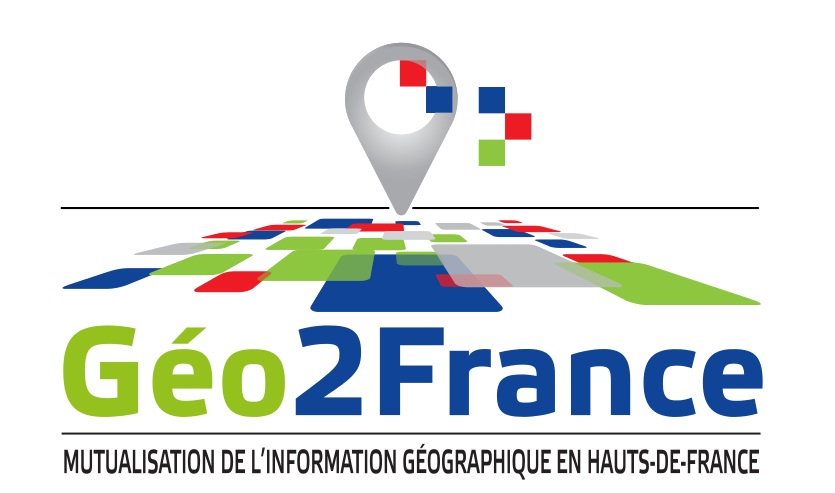 Géo2France
MUTUALISATION DE L'INFORMATION GÉOGRAPHIQUE EN HAUTS-DE-FRANCE